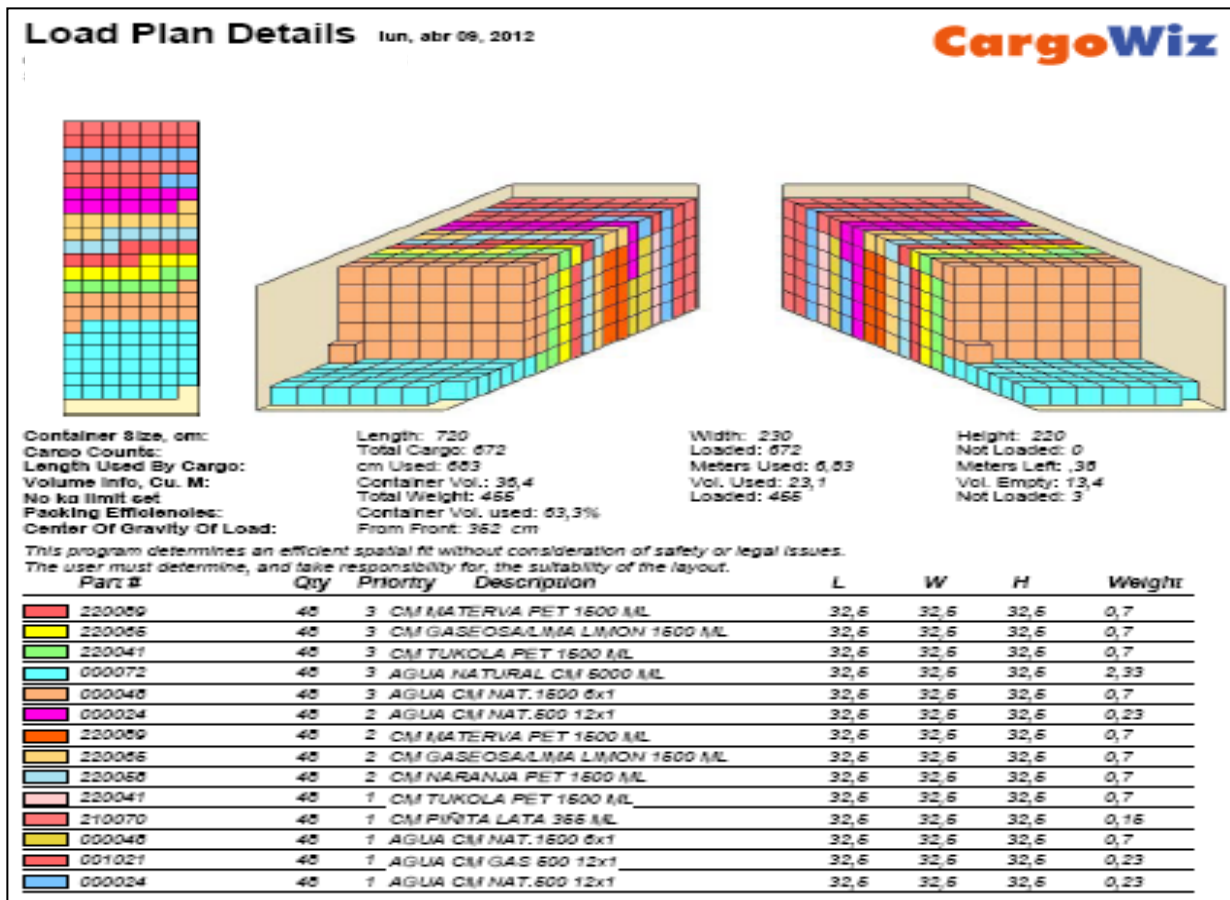 Load Plan Details lun, abr 09, 2012
CargoWiz
Container Size, cm: Length: 720 Width: 230 Height: 220
Cargo Counts: Total Cargo: 672 Loaded: 672 Not Loaded: 0
Length Used By Cargo: cm Used: 683 Meters Used: 6,83 Meters Left: ,38
Volume Info, Cu. M: Container Vol.: 36,4 Vol. Used: 23,1 Vol. Empty: 13,4
No kg limit set Total Weight: 455 Loaded: 455 Not Loaded: 3
Packing Efficiencies: Container Vol. used: 63,3%
Center Of Gravity Of Load: From Front: 352 cm
This program determines an efficient spatial fit without consideration of safety or legal issues.
The user must determine, and take responsibility for, the suitability of the layout.
Part # Qty Priority Description L W H Weight
220089 48 3 CM MATERVA PET 1500 ML 32,5 32,5 32,5 0,7
220065 48 3 CM GASEOSA/LIMA LIMON 1500 ML 32,5 32,5 32,5 0,7
220041 48 3 CM TUKOLA PET 1500 ML 32,5 32,5 32,5 0,7
000072 48 3 AGUA NATURAL CM 5000 ML 32,5 32,5 32,5 2,33
000048 48 3 AGUA CM NAT.1500 6x1 32,5 32,5 32,5 0,7
000024 48 2 AGUA CM NAT.500 12x1 32,5 32,5 32,5 0,23
220089 48 2 CM MATERVA PET 1500 ML 32,5 32,5 32,5 0,7
220065 48 2 CM GASEOSA/LIMA LIMON 1500 ML 32,5 32,5 32,5 0,7
220058 48 2 CM NARANJA PET 1500 ML 32,5 32,5 32,5 0,7
220041 48 1 CM TUKOLA PET 1500 ML 32,5 32,5 32,5 0,7
210070 48 1 CM PIÑITA LATA 355 ML 32,5 32,5 32,5 0,15
000048 48 1 AGUA CM NAT.1500 6x1 32,5 32,5 32,5 0,7
001021 48 1 AGUA CM GAS 500 12x1 32,5 32,5 32,5 0,23
000024 48 1 AGUA CM NAT.500 12x1 32,5 32,5 32,5 0,23